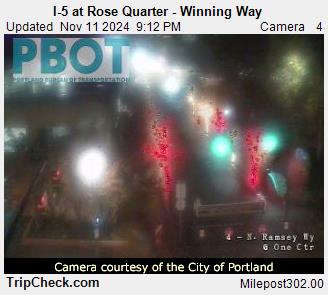 I-5 at Rose Quarter - Winning Way
Updated Nov 11 2024 9:12 PM Camera 4
PBOT
PORTLAND BUREAU OF TRANSPORTATION
4 - N. Ramsey Wy
@ One Ctr
Camera courtesy of the City of Portland
TripCheck.com Milepost302.00